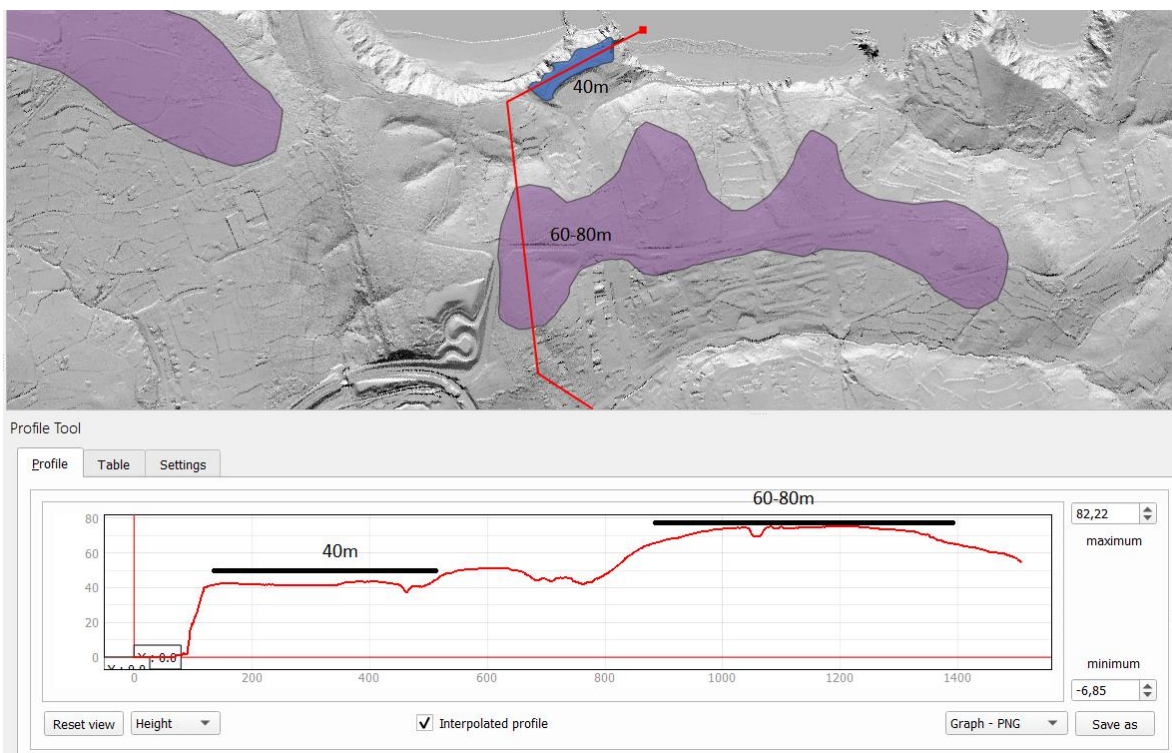 40m
60-80m
Profile Tool
Profile Table Settings
60-80m
40m
80
60
40
20
0
0 200 400 600 800 1000 1200 1400
82,22
maximum
minimum
-6,85
Reset view Height Interpolated profile Graph - PNG Save as